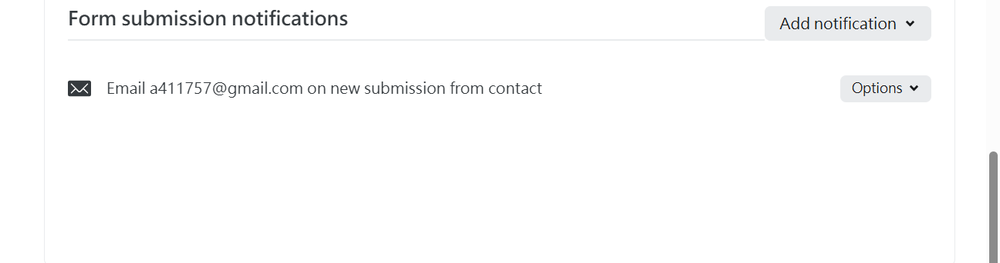 Form submission notifications
Add notification
Email a411757@gmail.com on new submission from contact
Options